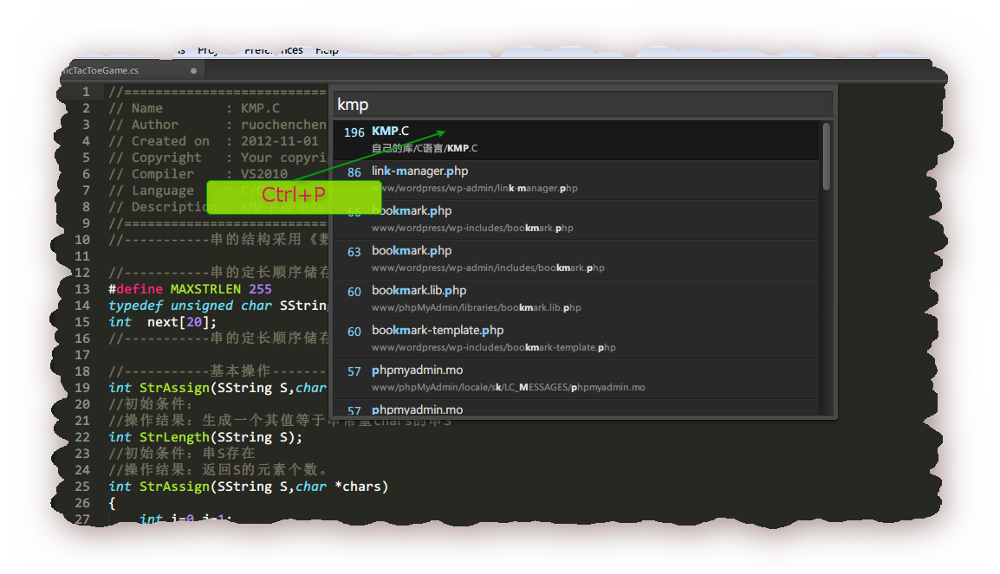 Preferences Help
icTacToeGame.cs
kmp
196 KMP.C
自己的库/C语言/KMP.C
86 link-manager.php
www/wordpress/wp-admin/link-manager.php
66 bookmark.php
www/wordpress/wp-includes/bookmark.php
63 bookmark.php
www/wordpress/wp-admin/includes/bookmark.php
60 bookmark.lib.php
www/phpMyAdmin/libraries/bookmark.lib.php
60 bookmark-template.php
www/wordpress/wp-includes/bookmark-template.php
57 phpmyadmin.mo
www/phpMyAdmin/locale/sk/LC_MESSAGES/phpmyadmin.mo
57 phpmyadmin.mo
Ctrl+P
1 //==========================
2 // Name : KMP.C
3 // Author : ruochenchen
4 // Created on : 2012-11-01
5 // Copyright : Your copyri
6 // Compiler : VS2010
7 // Language : C/C
8 // Description : KMP字符串
9 //==========================
10 //-----------串的结构采用《数
11
12 //-----------串的定长顺序储存
13 #define MAXSTRLEN 255
14 typedef unsigned char SString
15 int next[20];
16 //-----------串的定长顺序储存
17
18 //-----------基本操作-------
19 int StrAssign(SString S,char
20 //初始条件:
21 //操作结果: 生成一个其值等于串常量chars的串S
22 int StrLength(SString S);
23 //初始条件: 串S存在
24 //操作结果: 返回S的元素个数。
25 int StrAssign(SString S,char *chars)
26 {
27 int i=0,j=1;